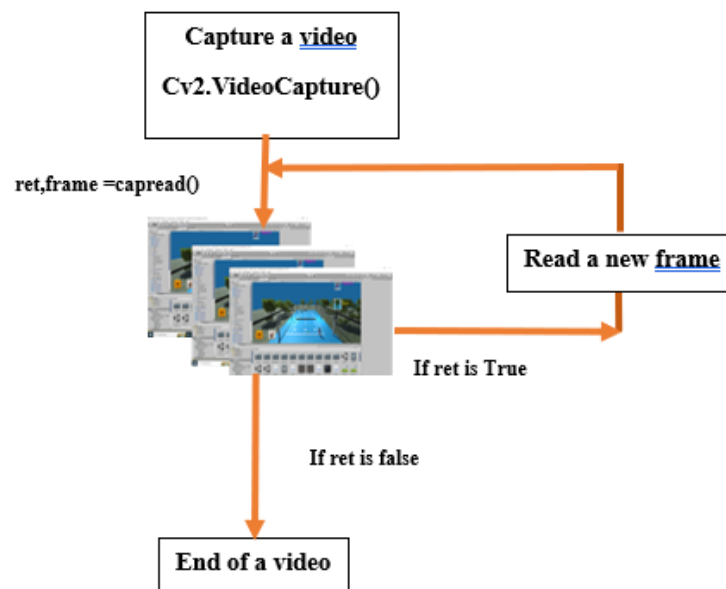 Capture a video
Cv2.VideoCapture()
ret,frame =capread()
Read a new frame
If ret is True
If ret is false
End of a video